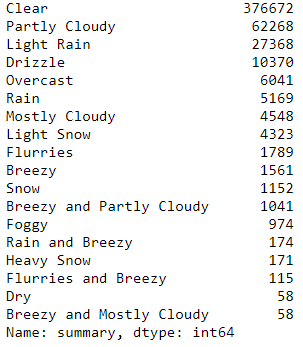 Clear 376672
Partly Cloudy 62268
Light Rain 27368
Drizzle 10370
Overcast 6041
Rain 5169
Mostly Cloudy 4548
Light Snow 4323
Flurries 1789
Breezy 1561
Snow 1152
Breezy and Partly Cloudy 1041
Foggy 974
Rain and Breezy 174
Heavy Snow 171
Flurries and Breezy 115
Dry 58
Breezy and Mostly Cloudy 58
Name: summary, dtype: int64